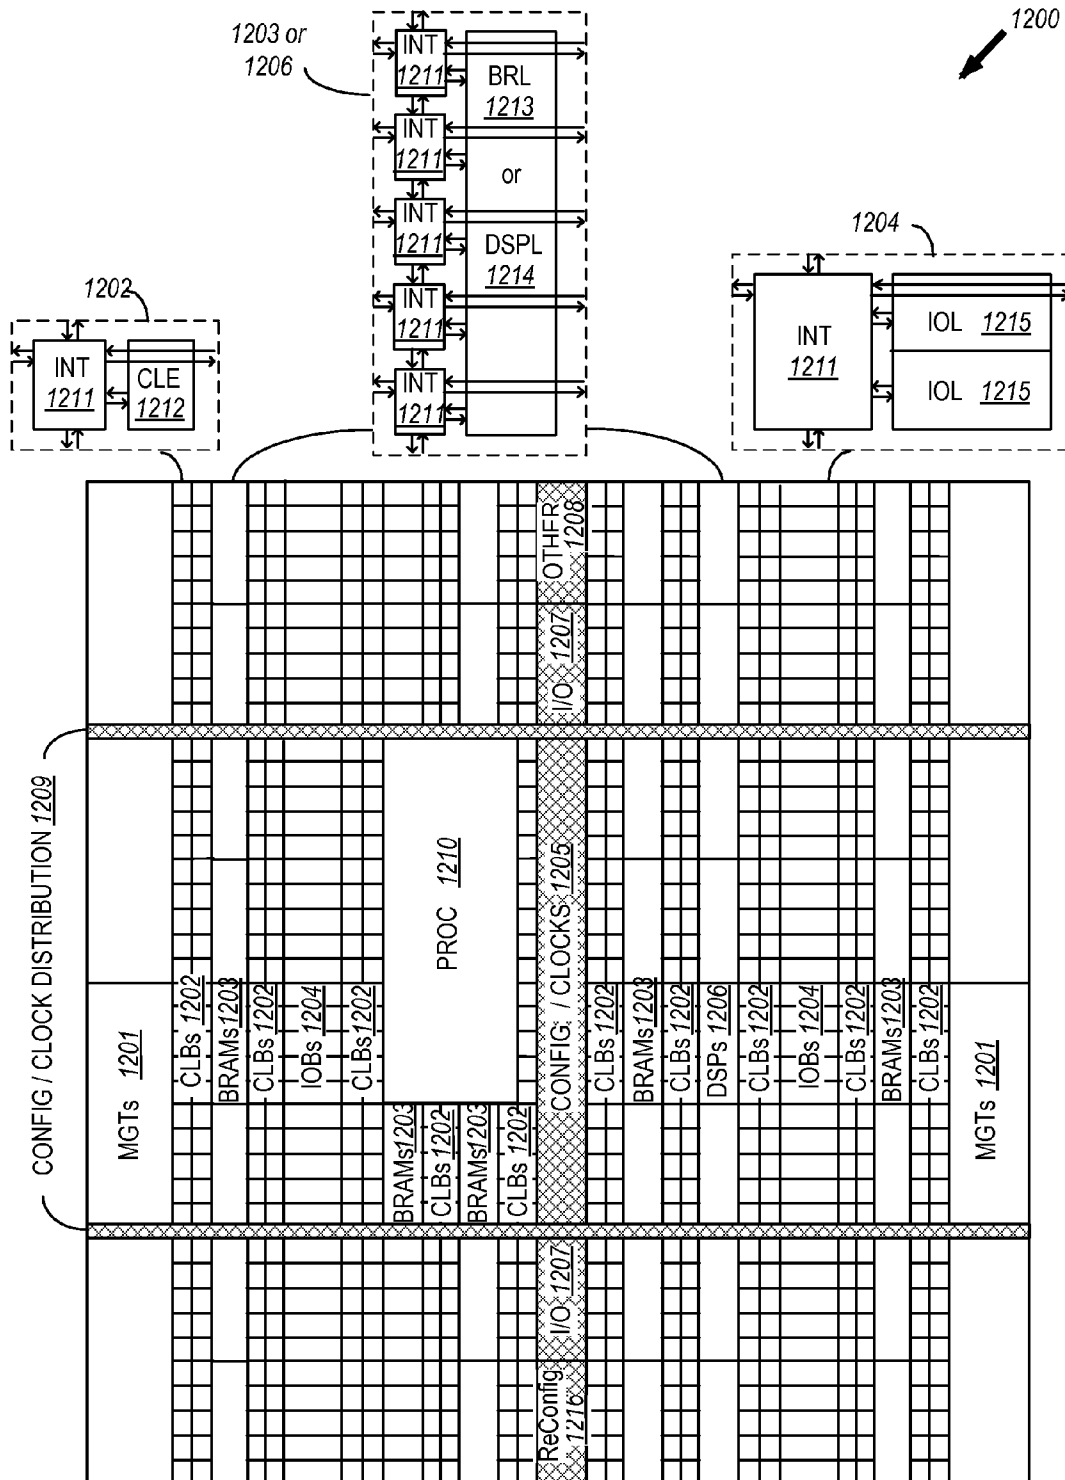 1200
1203 or
1206
INT
1211
BRL
1213
INT
1211
or
INT
1211
DSPL
1214
INT
1211
INT
1211
1202
INT
1211
CLE
1212
1204
INT
1211
IOL 1215
IOL 1215
OTHER
1208
I/O 1207
CONFIG / CLOCK DISTRIBUTION 1209
PROC 1210
CONFIG / CLOCKS 1205
MGTs 1201
CLBs 1202
BRAMs 1203
CLBs 1202
IOBs 1204
CLBs 1202
BRAMs 1203
CLBs 1202
BRAMs 1203
CLBs 1202
CLBs 1202
BRAMs 1203
CLBs 1202
DSPs 1206
CLBs 1202
IOBs 1204
CLBs 1202
BRAMs 1203
CLBs 1202
MGTs 1201
I/O 1207
ReConfig
1216